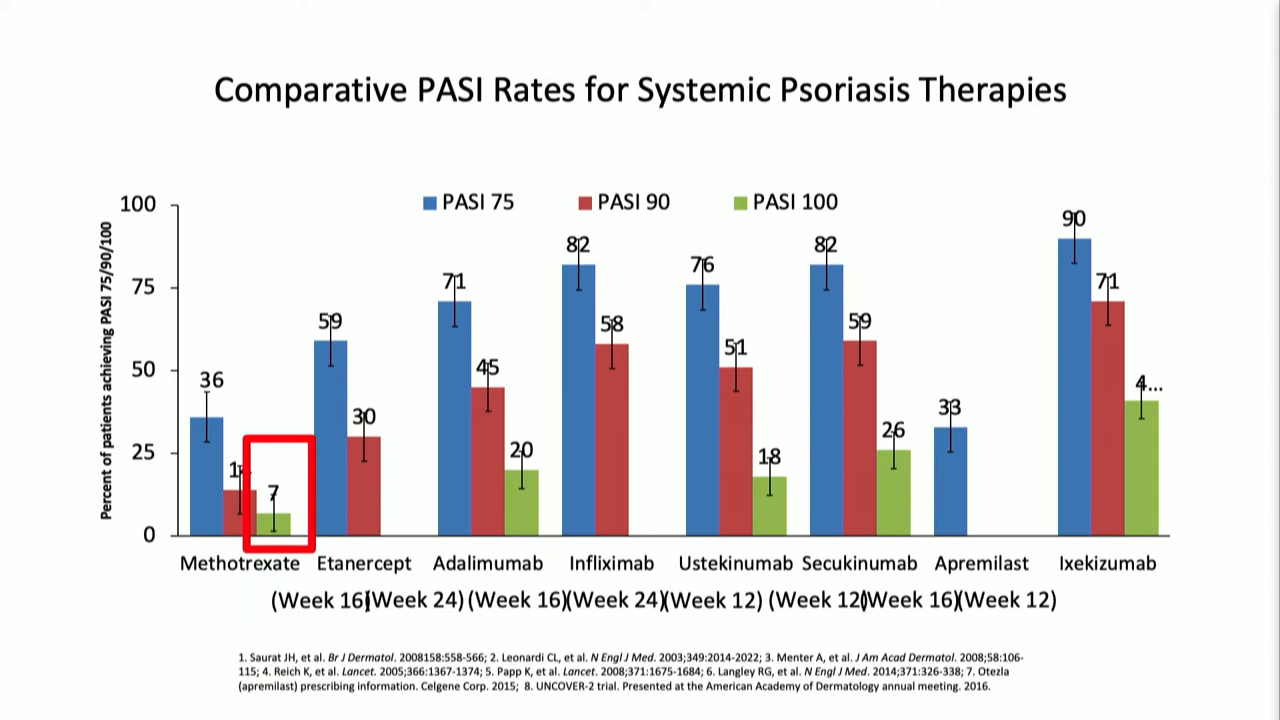 Comparative PASI Rates for Systemic Psoriasis Therapies
PASI 75 PASI 90 PASI 100
Percent of patients achieving PASI 75/90/100
100
75
50
25
0
36 7
59 30
71 45 20
82 58
76 51 18
82 59 26
33
90 71 4...
Methotrexate Etanercept Adalimumab Infliximab Ustekinumab Secukinumab Apremilast Ixekizumab
(Week 16) (Week 24) (Week 16) (Week 24) (Week 12) (Week 12) (Week 16) (Week 12)
1. Saurat JH, et al. Br J Dermatol. 2008158:558-566; 2. Leonardi CL, et al. N Engl J Med. 2003;349:2014-2022; 3. Menter A, et al. J Am Acad Dermatol. 2008;58:106-
115; 4. Reich K, et al. Lancet. 2005;366:1367-1374; 5. Papp K, et al. Lancet. 2008;371:1675-1684; 6. Langley RG, et al. N Engl J Med. 2014;371:326-338; 7. Otezla
(apremilast) prescribing information. Celgene Corp. 2015; 8. UNCOVER-2 trial. Presented at the American Academy of Dermatology annual meeting. 2016.